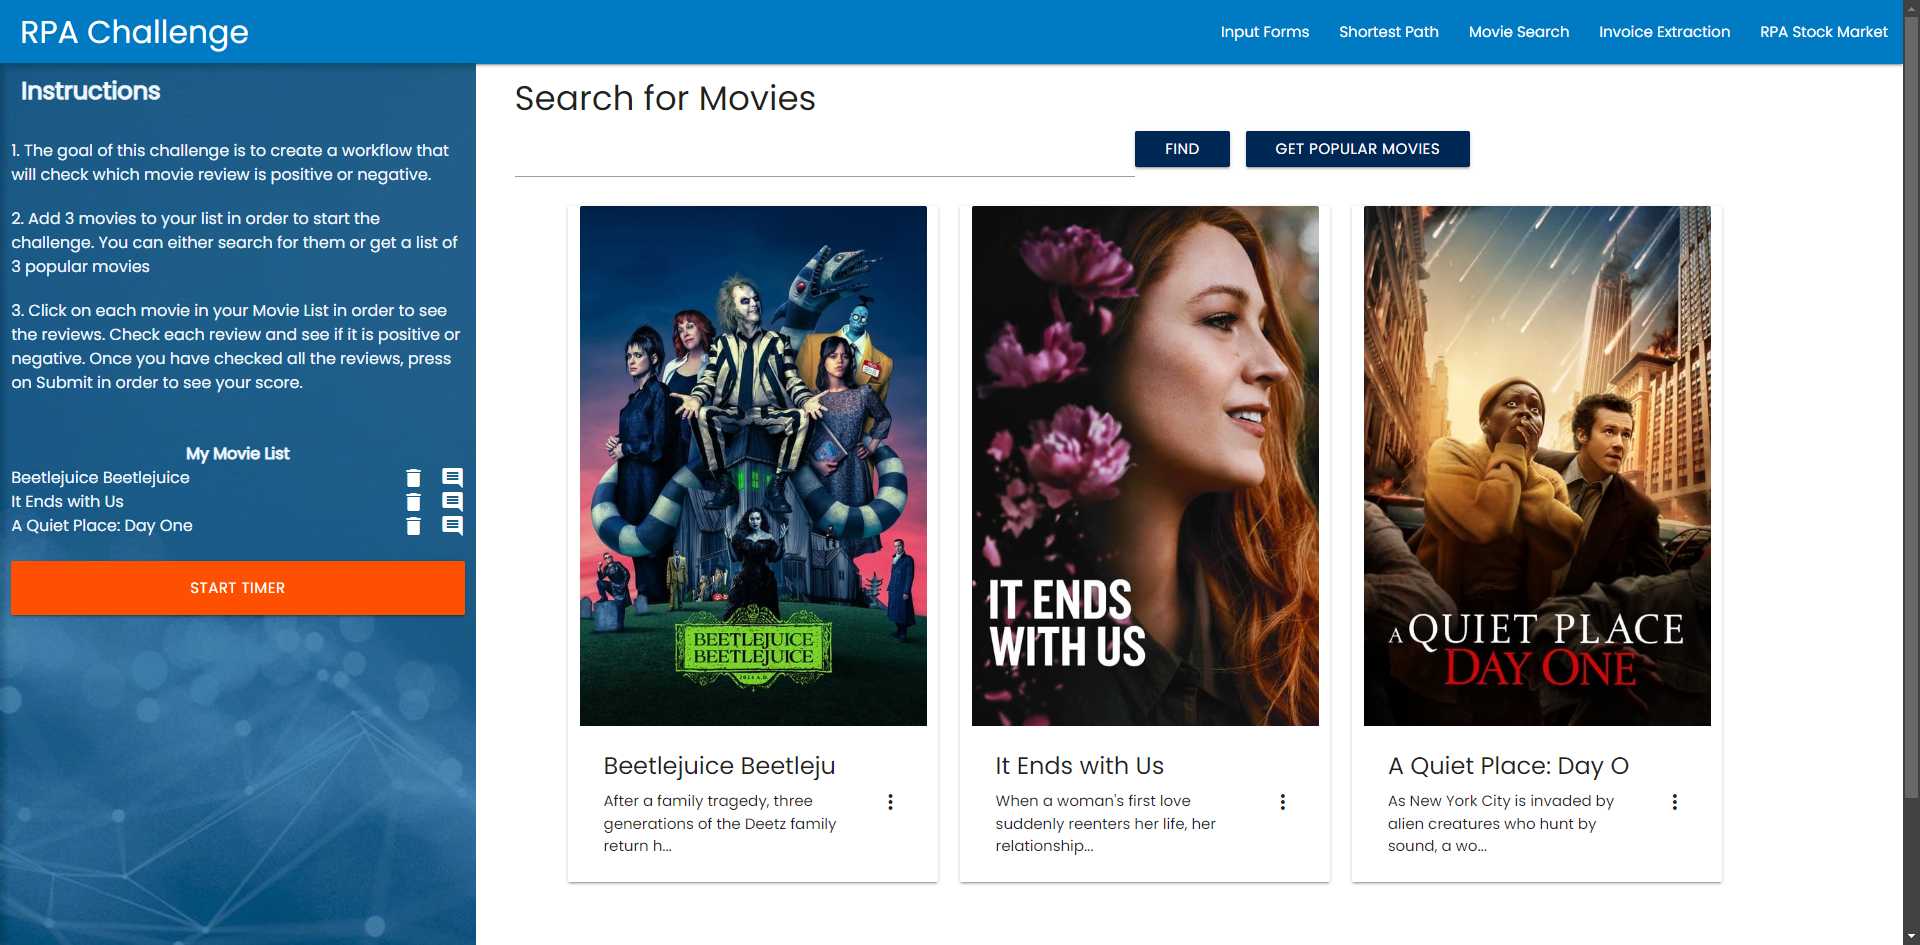 RPA Challenge
Input Forms
Shortest Path
Movie Search
Invoice Extraction
RPA Stock Market
Instructions
1. The goal of this challenge is to create a workflow that
will check which movie review is positive or negative.
2. Add 3 movies to your list in order to start the
challenge. You can either search for them or get a list of
3 popular movies
3. Click on each movie in your Movie List in order to see
the reviews. Check each review and see if it is positive or
negative. Once you have checked all the reviews, press
on Submit in order to see your score.
My Movie List
Beetlejuice Beetlejuice
It Ends with Us
A Quiet Place: Day One
START TIMER
Search for Movies
FIND
GET POPULAR MOVIES
BEETLEJUICE
BEETLEJUICE
2024 A.D.
Beetlejuice Beetleju
After a family tragedy, three
generations of the Deetz family
return h...
IT ENDS
WITH US
It Ends with Us
When a woman's first love
suddenly reenters her life, her
relationship...
A QUIET PLACE
DAY ONE
A Quiet Place: Day O
As New York City is invaded by
alien creatures who hunt by
sound, a wo...